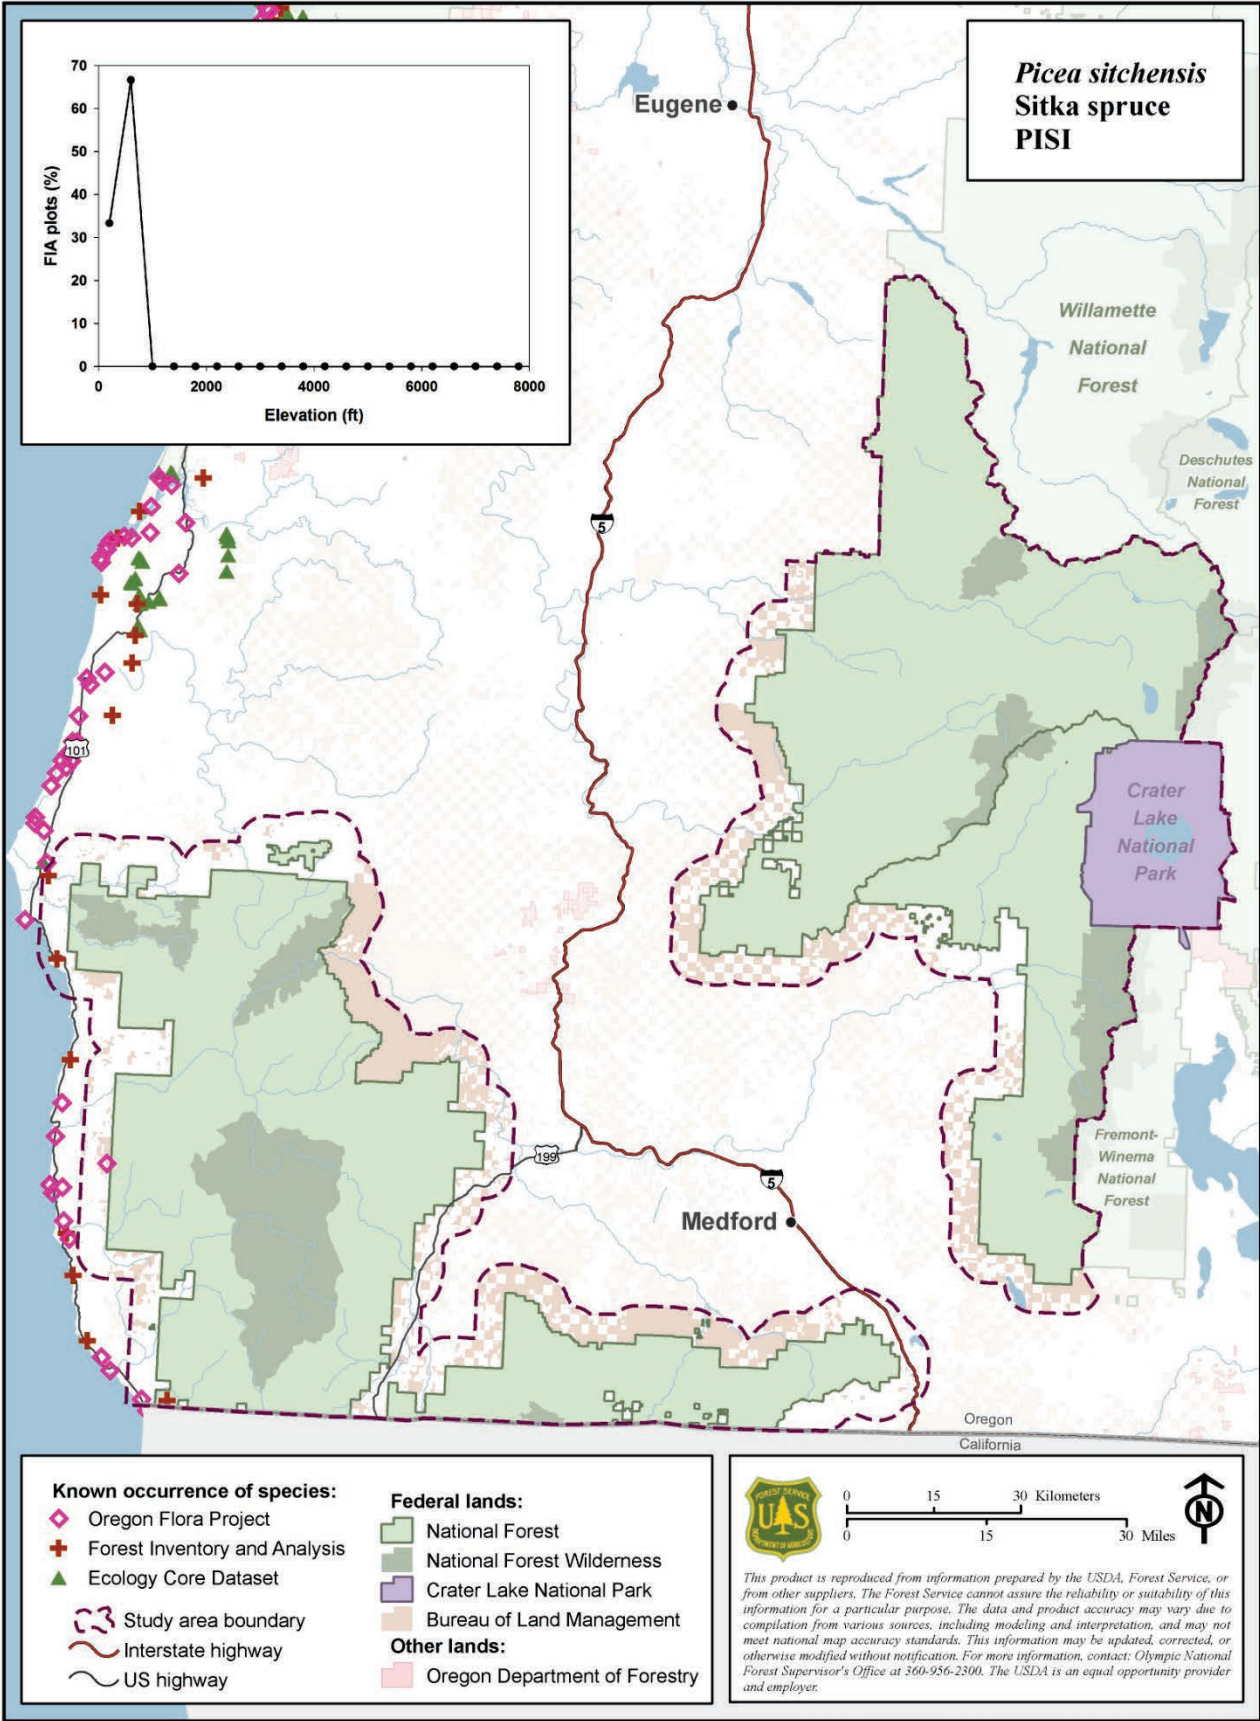 Picea sitchensis
Sitka spruce
PISI
70
60
50
40
30
20
10
0
FIA plots (%)
0 2000 4000 6000 8000
Elevation (ft)
Eugene
Willamette
National
Forest
Deschutes
National
Forest
5
101
Crater
Lake
National
Park
199
Fremont-
Winema
National
Forest
5
Medford
Oregon
California
Known occurrence of species:
Oregon Flora Project
Forest Inventory and Analysis
Ecology Core Dataset
Study area boundary
Interstate highway
US highway
Federal lands:
National Forest
National Forest Wilderness
Crater Lake National Park
Bureau of Land Management
Other lands:
Oregon Department of Forestry
FOREST SERVICE
U S
DEPARTMENT OF AGRICULTURE
0 15 30 Kilometers
0 15 30 Miles
N
This product is reproduced from information prepared by the USDA, Forest Service, or
from other suppliers. The Forest Service cannot assure the reliability or suitability of this
information for a particular purpose. The data and product accuracy may vary due to
compilation from various sources, including modeling and interpretation, and may not
meet national map accuracy standards. This information may be updated, corrected, or
otherwise modified without notification. For more information, contact: Olympic National
Forest Supervisor's Office at 360-956-2300. The USDA is an equal opportunity provider
and employer.